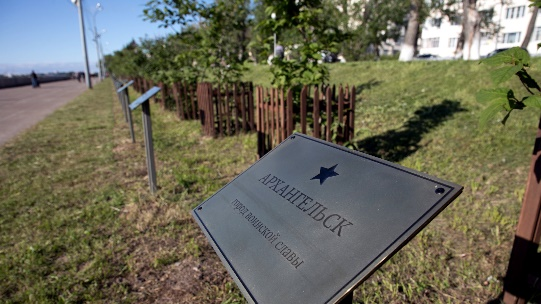 АРХАНГЕЛЬСК
город воинской славы